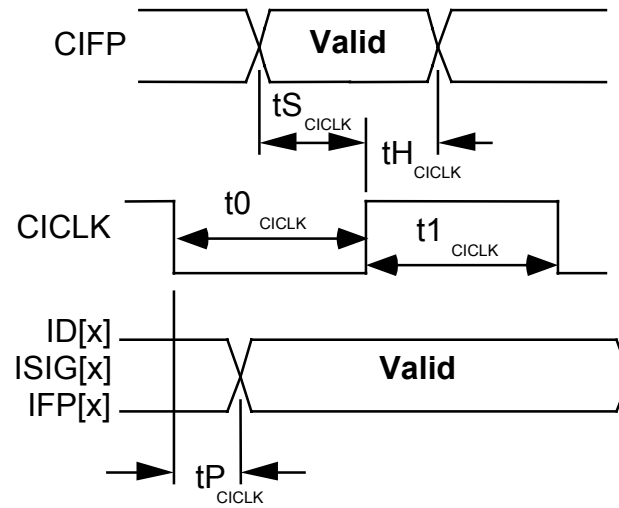 CIFP
Valid
tS CICLK
tH CICLK
CICLK
t0 CICLK
t1 CICLK
ID[x]
ISIG[x]
IFP[x]
Valid
tP CICLK